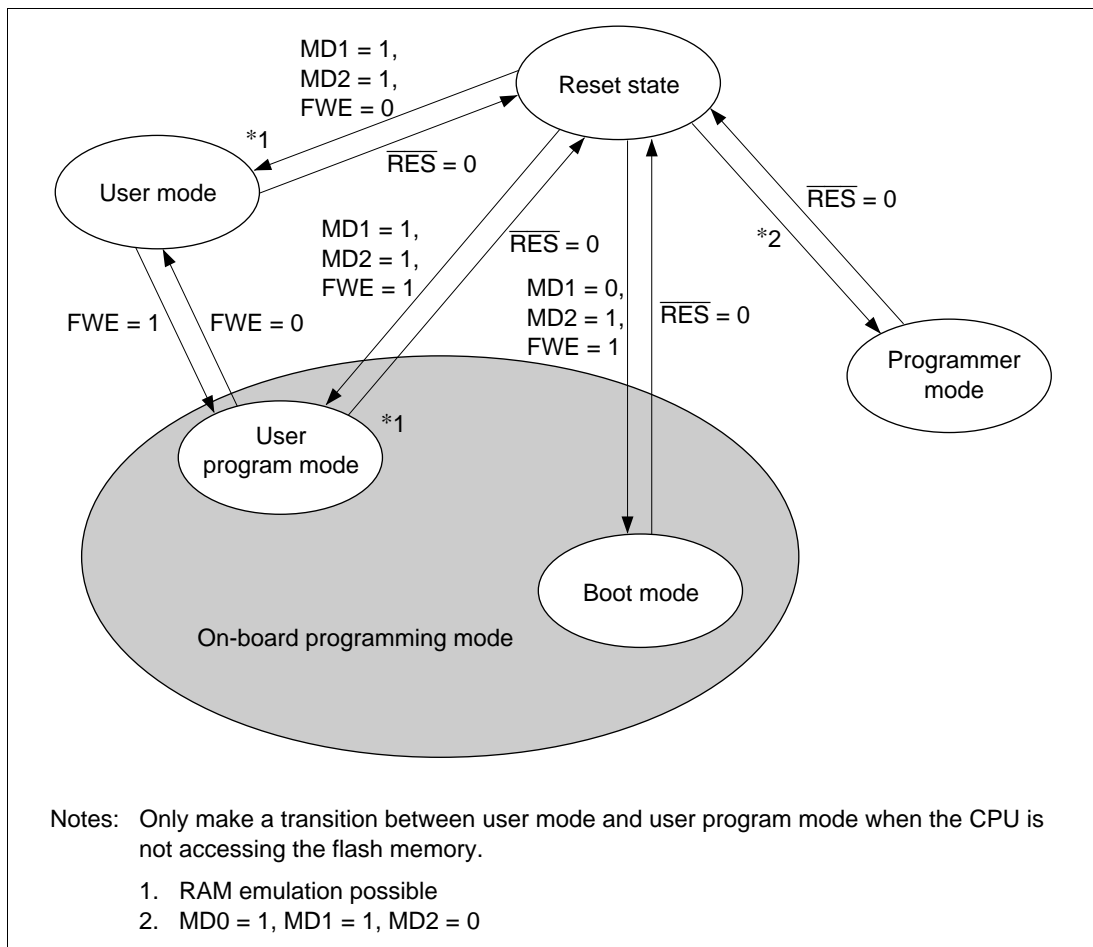 MD1 = 1,
MD2 = 1,
FWE = 0
Reset state
*1
RES = 0
User mode
RES = 0
*2
MD1 = 1,
MD2 = 1,
FWE = 1
RES = 0
MD1 = 0,
MD2 = 1,
FWE = 1
RES = 0
FWE = 1
FWE = 0
Programmer
mode
*1
User
program mode
Boot mode
On-board programming mode
Notes: Only make a transition between user mode and user program mode when the CPU is
not accessing the flash memory.
1. RAM emulation possible
2. MD0 = 1, MD1 = 1, MD2 = 0